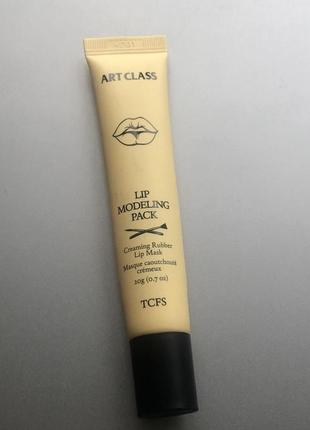 ART CLASS
LIP
MODELING
PACK
Creaming Rubber
Lip Mask
Masque caoutchouté
crémeux
20g (0.7 oz)
TCFS